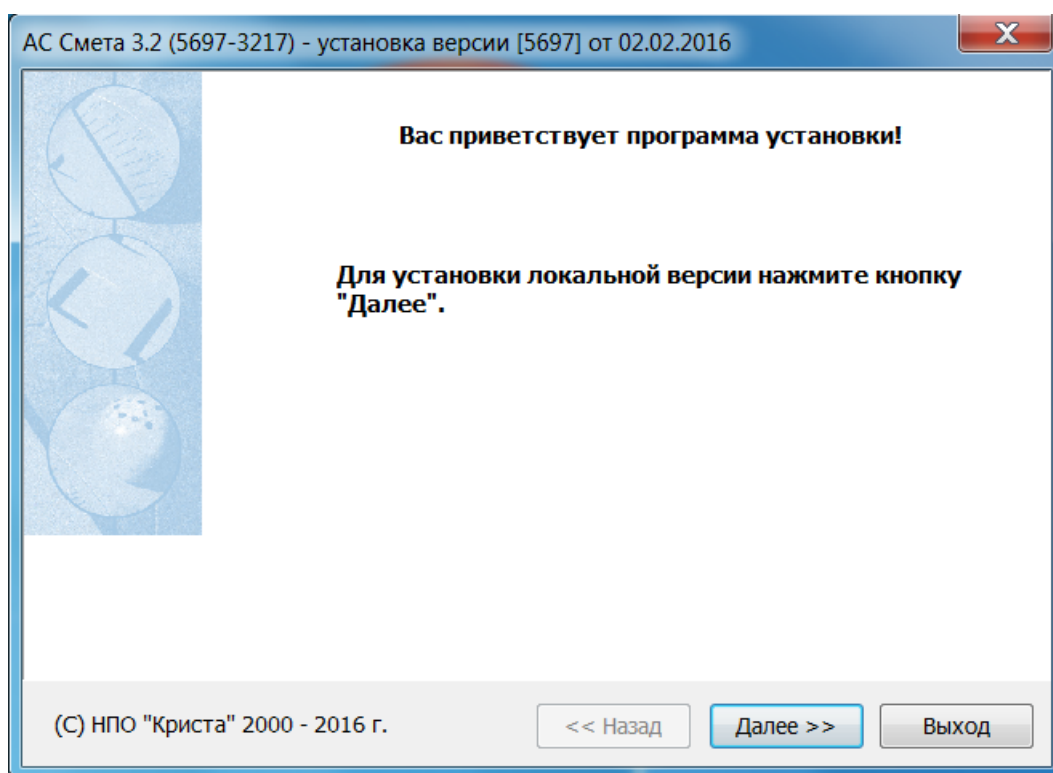 АС Смета 3.2 (5697-3217) - установка версии [5697] от 02.02.2016
Вас приветствует программа установки!
Для установки локальной версии нажмите кнопку
"Далее".
(С) НПО "Криста" 2000 - 2016 г.
<< Назад
Далее >>
Выход